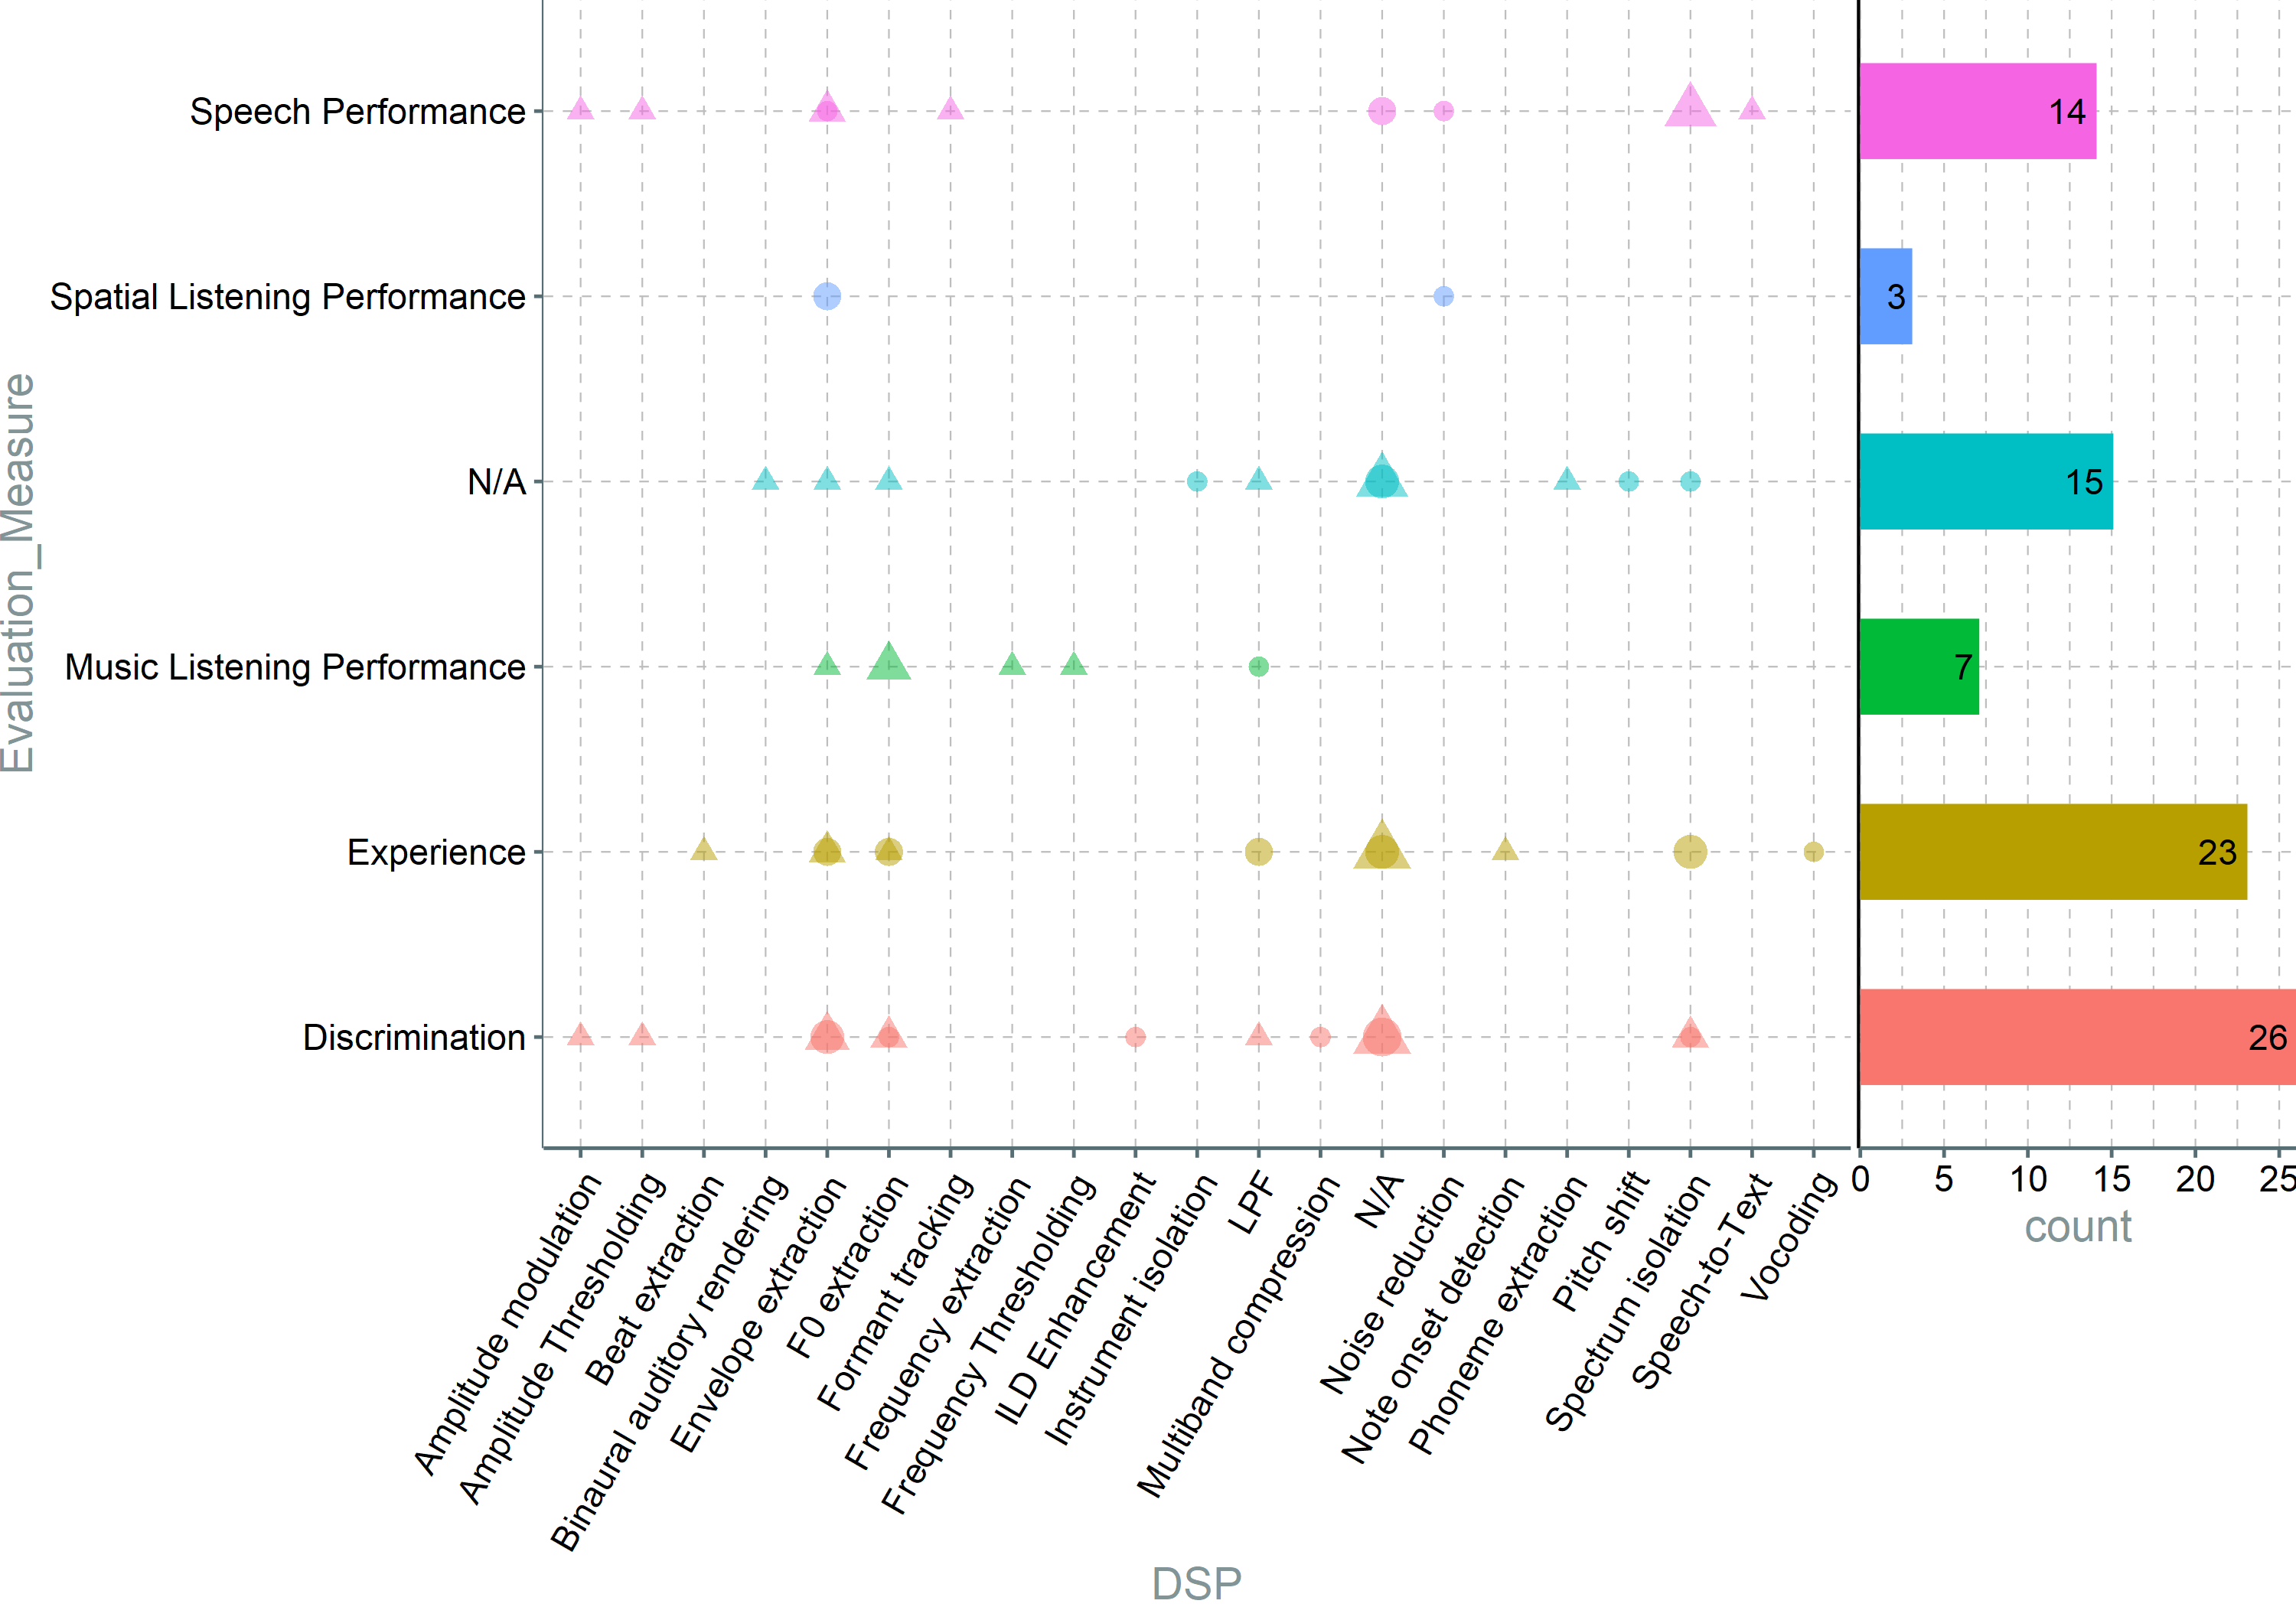 Evaluation_Measure
Speech Performance
Spatial Listening Performance
N/A
Music Listening Performance
Experience
Discrimination
14
3
15
7
23
26
Amplitude modulation
Amplitude Thresholding
Beat extraction
Binaural auditory rendering
Envelope extraction
F0 extraction
Formant tracking
Frequency extraction
Frequency Thresholding
ILD Enhancement
Instrument isolation
LPF
Multiband compression
N/A
Noise reduction
Note onset detection
Phoneme extraction
Pitch shift
Spectrum isolation
Speech-to-Text
Vocoding
DSP
0 5 10 15 20 25
count